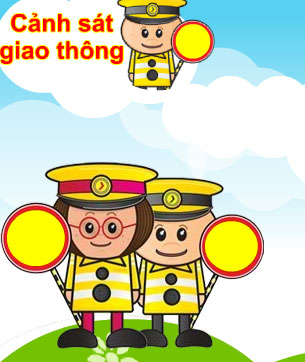 Cảnh sát
giao thông